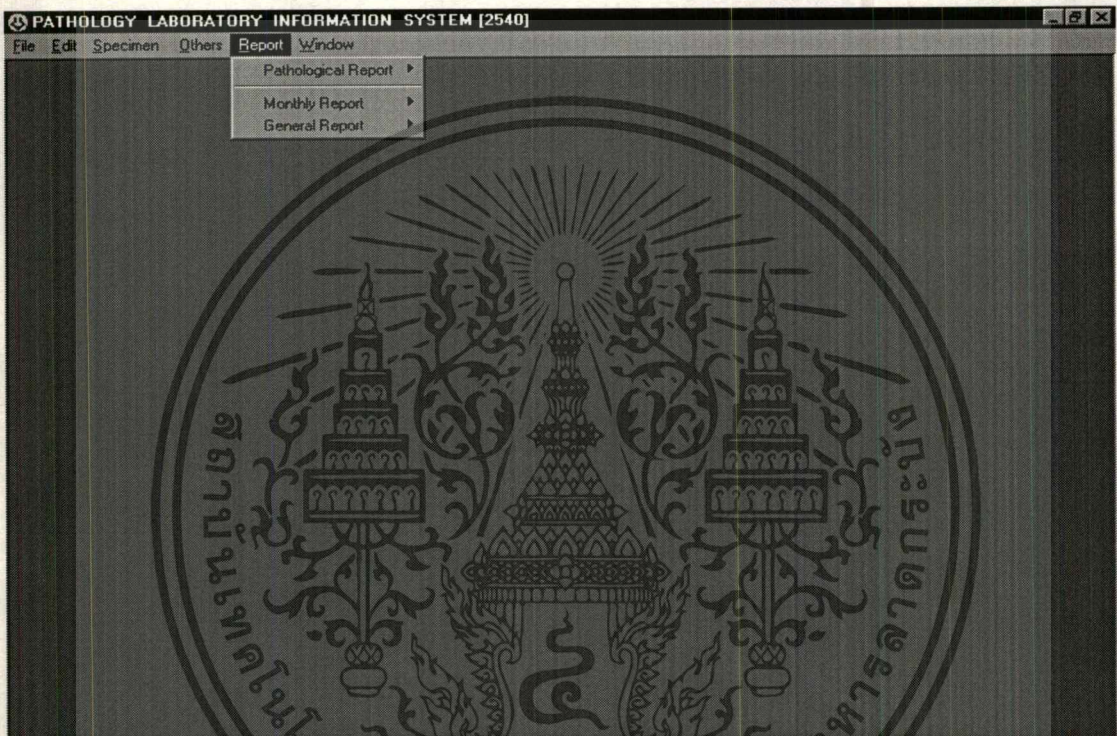 PATHOLOGY LABORATORY INFORMATION SYSTEM [2540]
File Edit Specimen Others Report Window
Pathological Report
Monthly Report
General Report